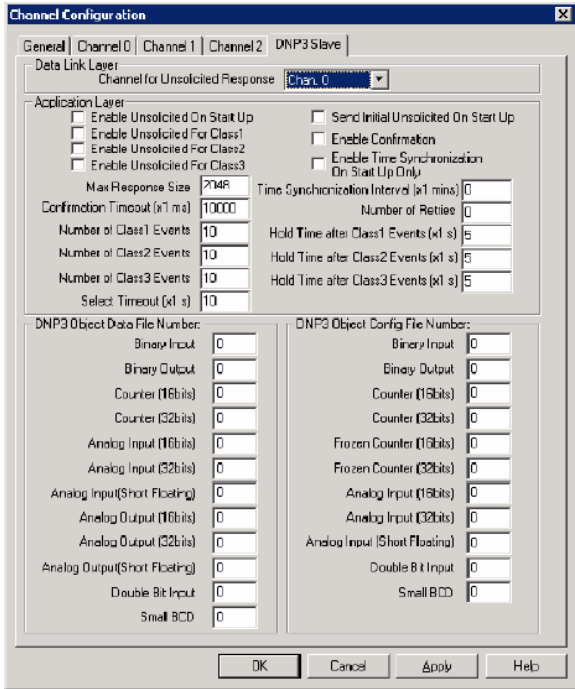 Channel Configuration
General
Channel 0
Channel 1
Channel 2
DNP3 Slave
Data Link Layer
Channel for Unsolicited Response
Chan. 0
Application Layer
Enable Unsolicited On Start Up
Enable Unsolicited For Class1
Enable Unsolicited For Class2
Enable Unsolicited For Class3
Send Initial Unsolicited On Start Up
Enable Confirmation
Enable Time Synchronization
On Start Up Only
Max Response Size 2048
Confirmation Timeout (x1 ms) 10000
Number of Class1 Events 10
Number of Class2 Events 10
Number of Class3 Events 10
Select Timeout (x1 s) 10
Time Synchronization Interval (x1 mins) 0
Number of Retries 0
Hold Time after Class1 Events (x1 s) 5
Hold Time after Class2 Events (x1 s) 5
Hold Time after Class3 Events (x1 s) 5
DNP3 Object Data File Number:
Binary Input 0
Binary Output 0
Counter (16bits) 0
Counter (32bits) 0
Analog Input (16bits) 0
Analog Input (32bits) 0
Analog Input(Short Floating) 0
Analog Output (16bits) 0
Analog Output (32bits) 0
Analog Output(Short Floating) 0
Double Bit Input 0
Small BCD 0
DNP3 Object Config File Number:
Binary Input 0
Binary Output 0
Counter (16bits) 0
Counter (32bits) 0
Frozen Counter (16bits) 0
Frozen Counter (32bits) 0
Analog Input (16bits) 0
Analog Input (32bits) 0
Analog Input (Short Floating) 0
Double Bit Input 0
Small BCD 0
OK
Cancel
Apply
Help